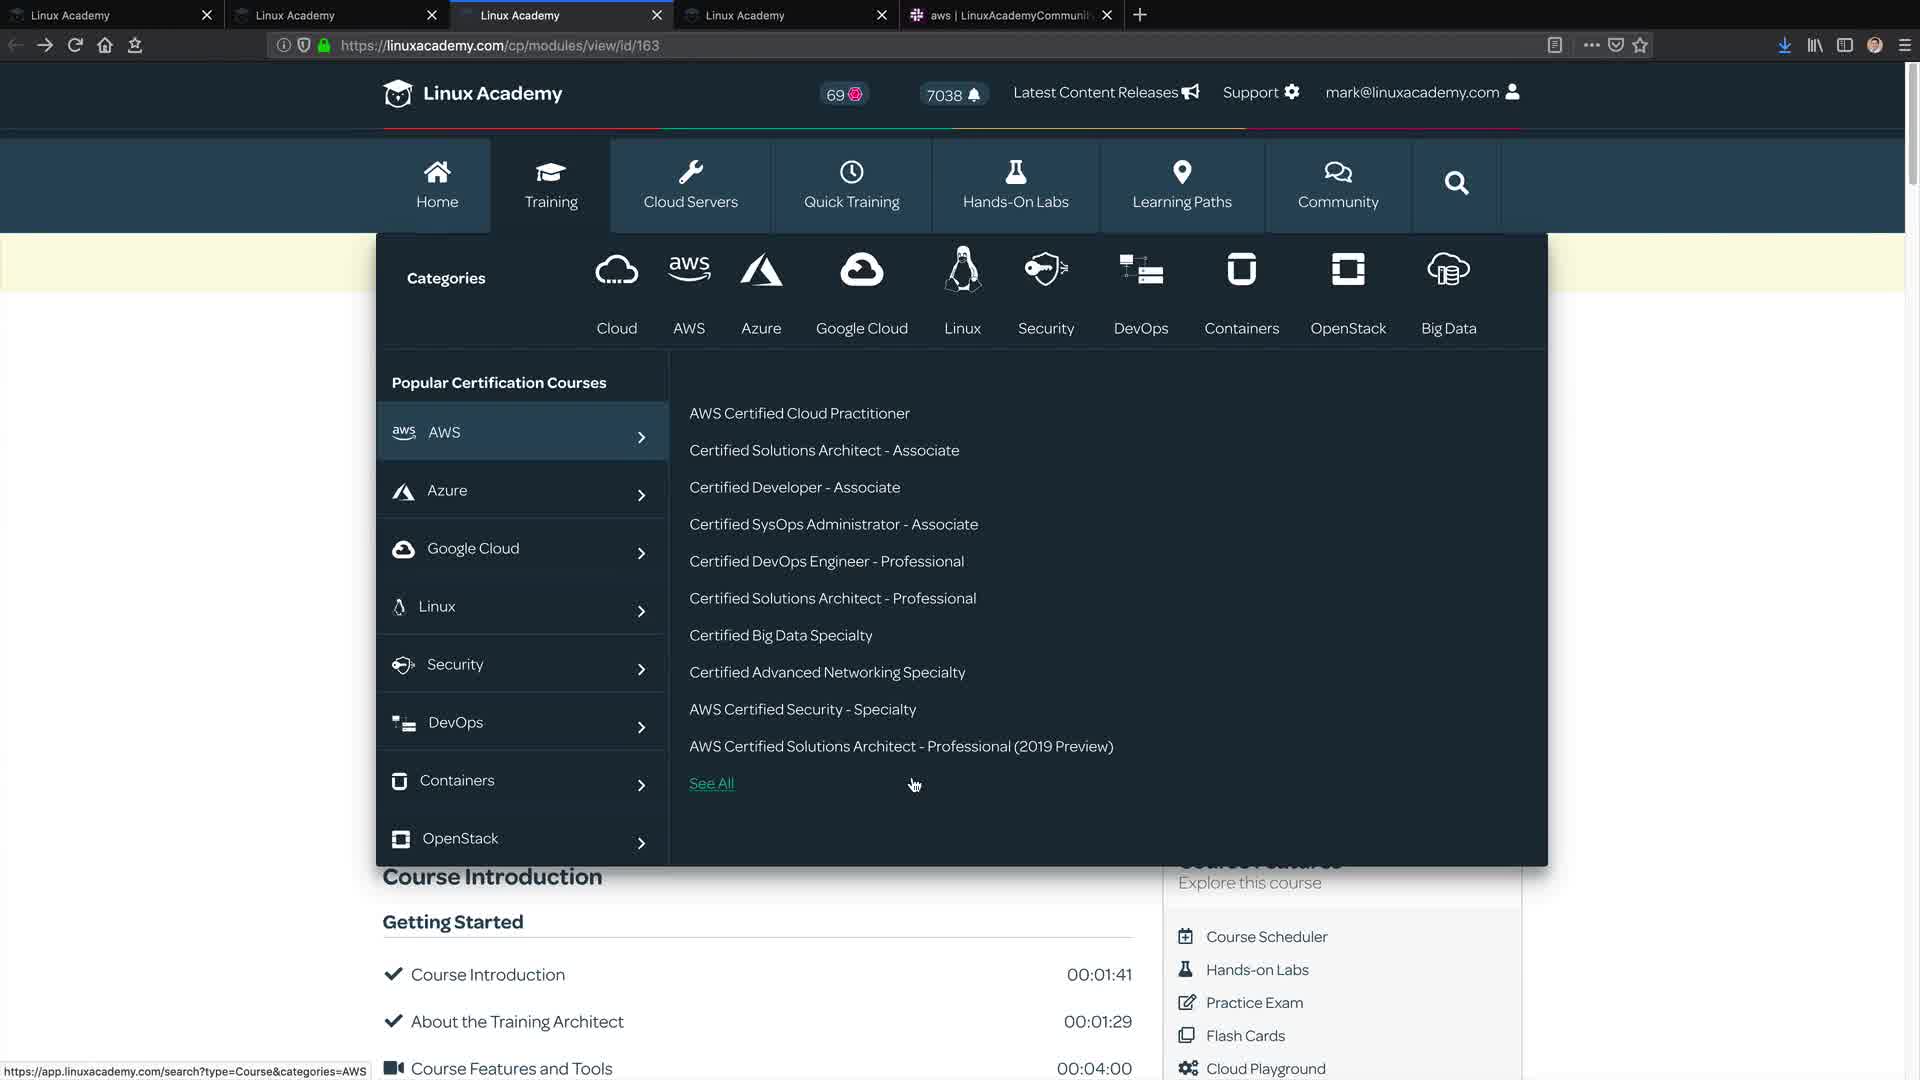 Linux Academy
Linux Academy
Linux Academy
Linux Academy
aws | LinuxAcademyCommuni
https://linuxacademy.com/cp/modules/view/id/163
Linux Academy
69
7038
Latest Content Releases
Support
mark@linuxacademy.com
Home
Training
Cloud Servers
Quick Training
Hands-On Labs
Learning Paths
Community
Categories
aws
Cloud
AWS
Azure
Google Cloud
Linux
Security
DevOps
Containers
OpenStack
Big Data
Popular Certification Courses
aws AWS
Azure
Google Cloud
Linux
Security
DevOps
Containers
OpenStack
AWS Certified Cloud Practitioner
Certified Solutions Architect - Associate
Certified Developer - Associate
Certified SysOps Administrator - Associate
Certified DevOps Engineer - Professional
Certified Solutions Architect - Professional
Certified Big Data Specialty
Certified Advanced Networking Specialty
AWS Certified Security - Specialty
AWS Certified Solutions Architect - Professional (2019 Preview)
See All
Course Introduction
Getting Started
Course Introduction 00:01:41
About the Training Architect 00:01:29
Course Features and Tools 00:04:00
Course Features
Explore this course
Course Scheduler
Hands-on Labs
Practice Exam
Flash Cards
Cloud Playground
https://app.linuxacademy.com/search?type=Course&categories=AWS